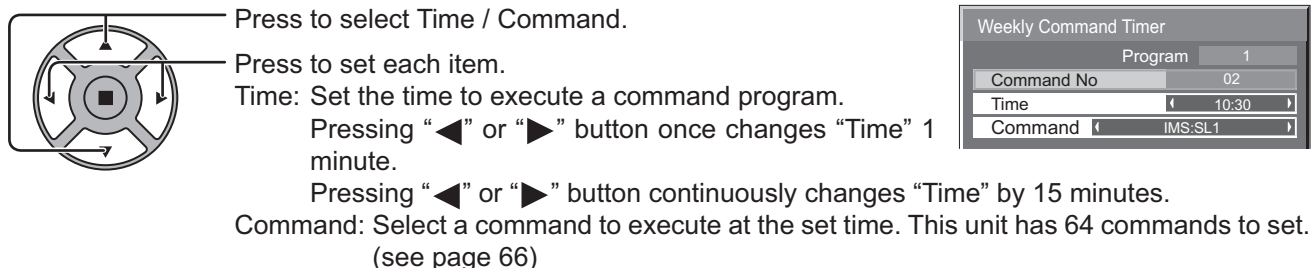 Press to select Time / Command.
Press to set each item.
Time: Set the time to execute a command program.
Pressing “◀” or “▶” button once changes “Time” 1
minute.
Pressing “◀” or “▶” button continuously changes “Time” by 15 minutes.
Command: Select a command to execute at the set time. This unit has 64 commands to set.
(see page 66)
Weekly Command Timer
Program 1
Command No 02
Time 10:30
Command IMS:SL1